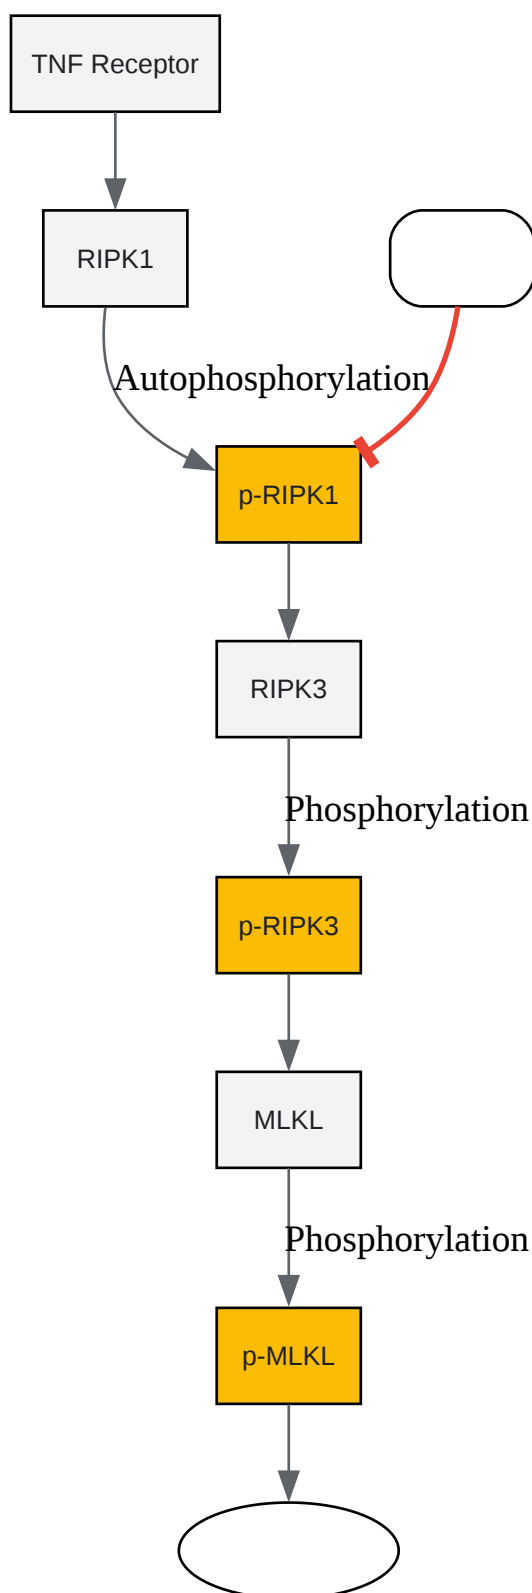 TNF Receptor
RIPK1
Autophosphorylation
p-RIPK1
RIPK3
Phosphorylation
p-RIPK3
MLKL
Phosphorylation
p-MLKL